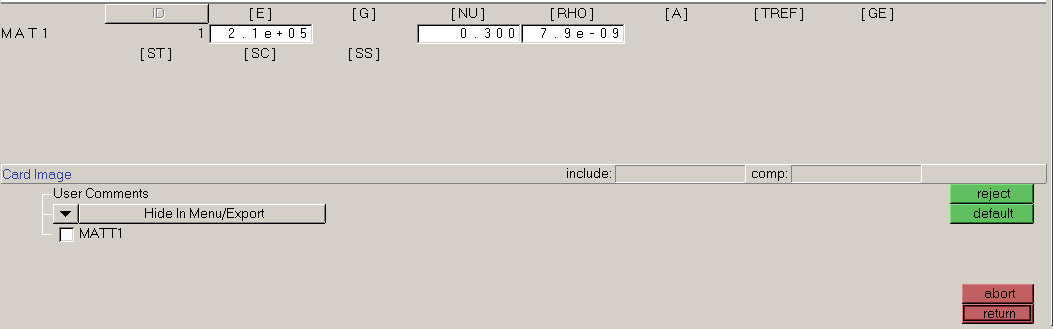 ID [E] [G] [NU] [RHO] [A] [TREF] [GE]
MAT1 1 2.1e+05 0.300 7.9e-09
[ST] [SC] [SS]
Card Image include: comp:
User Comments reject
Hide In Menu/Export default
MATT1
abort
return